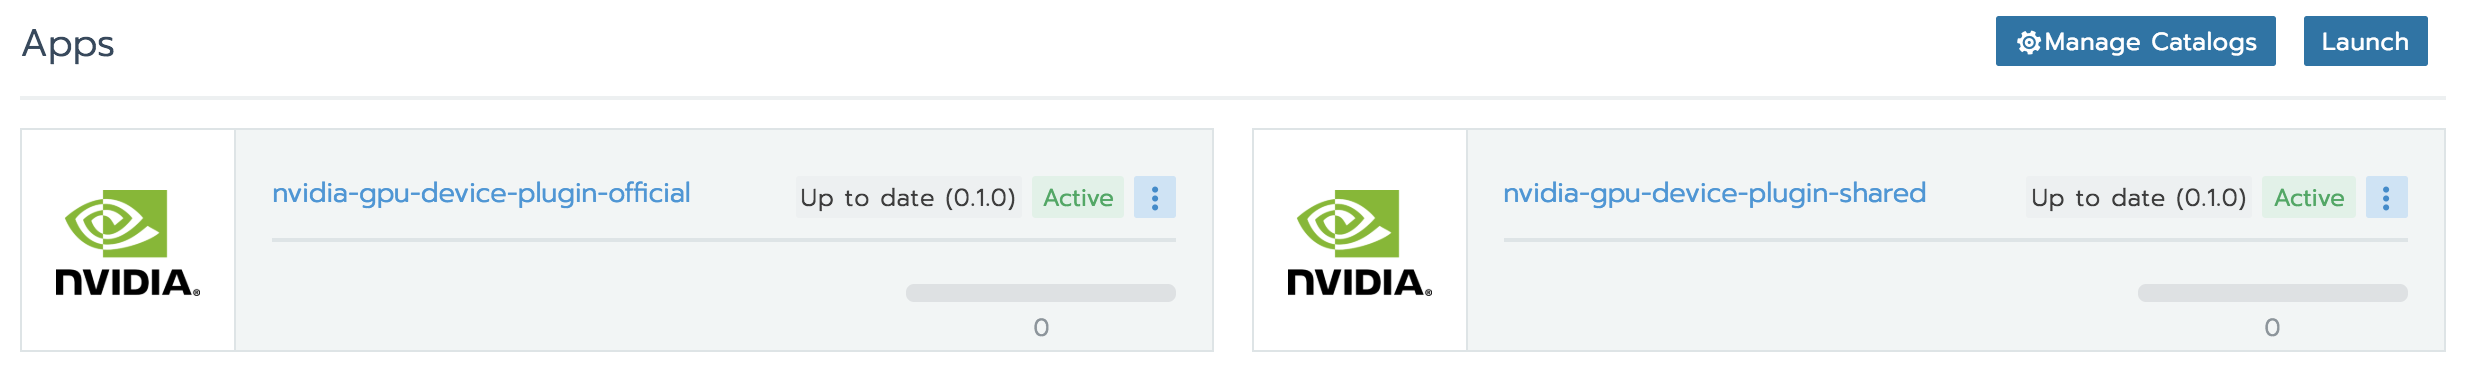 Apps
Manage Catalogs
Launch
nvidia-gpu-device-plugin-official
Up to date (0.1.0)
Active
nVIDIA®
0
nvidia-gpu-device-plugin-shared
Up to date (0.1.0)
Active
nVIDIA®
0